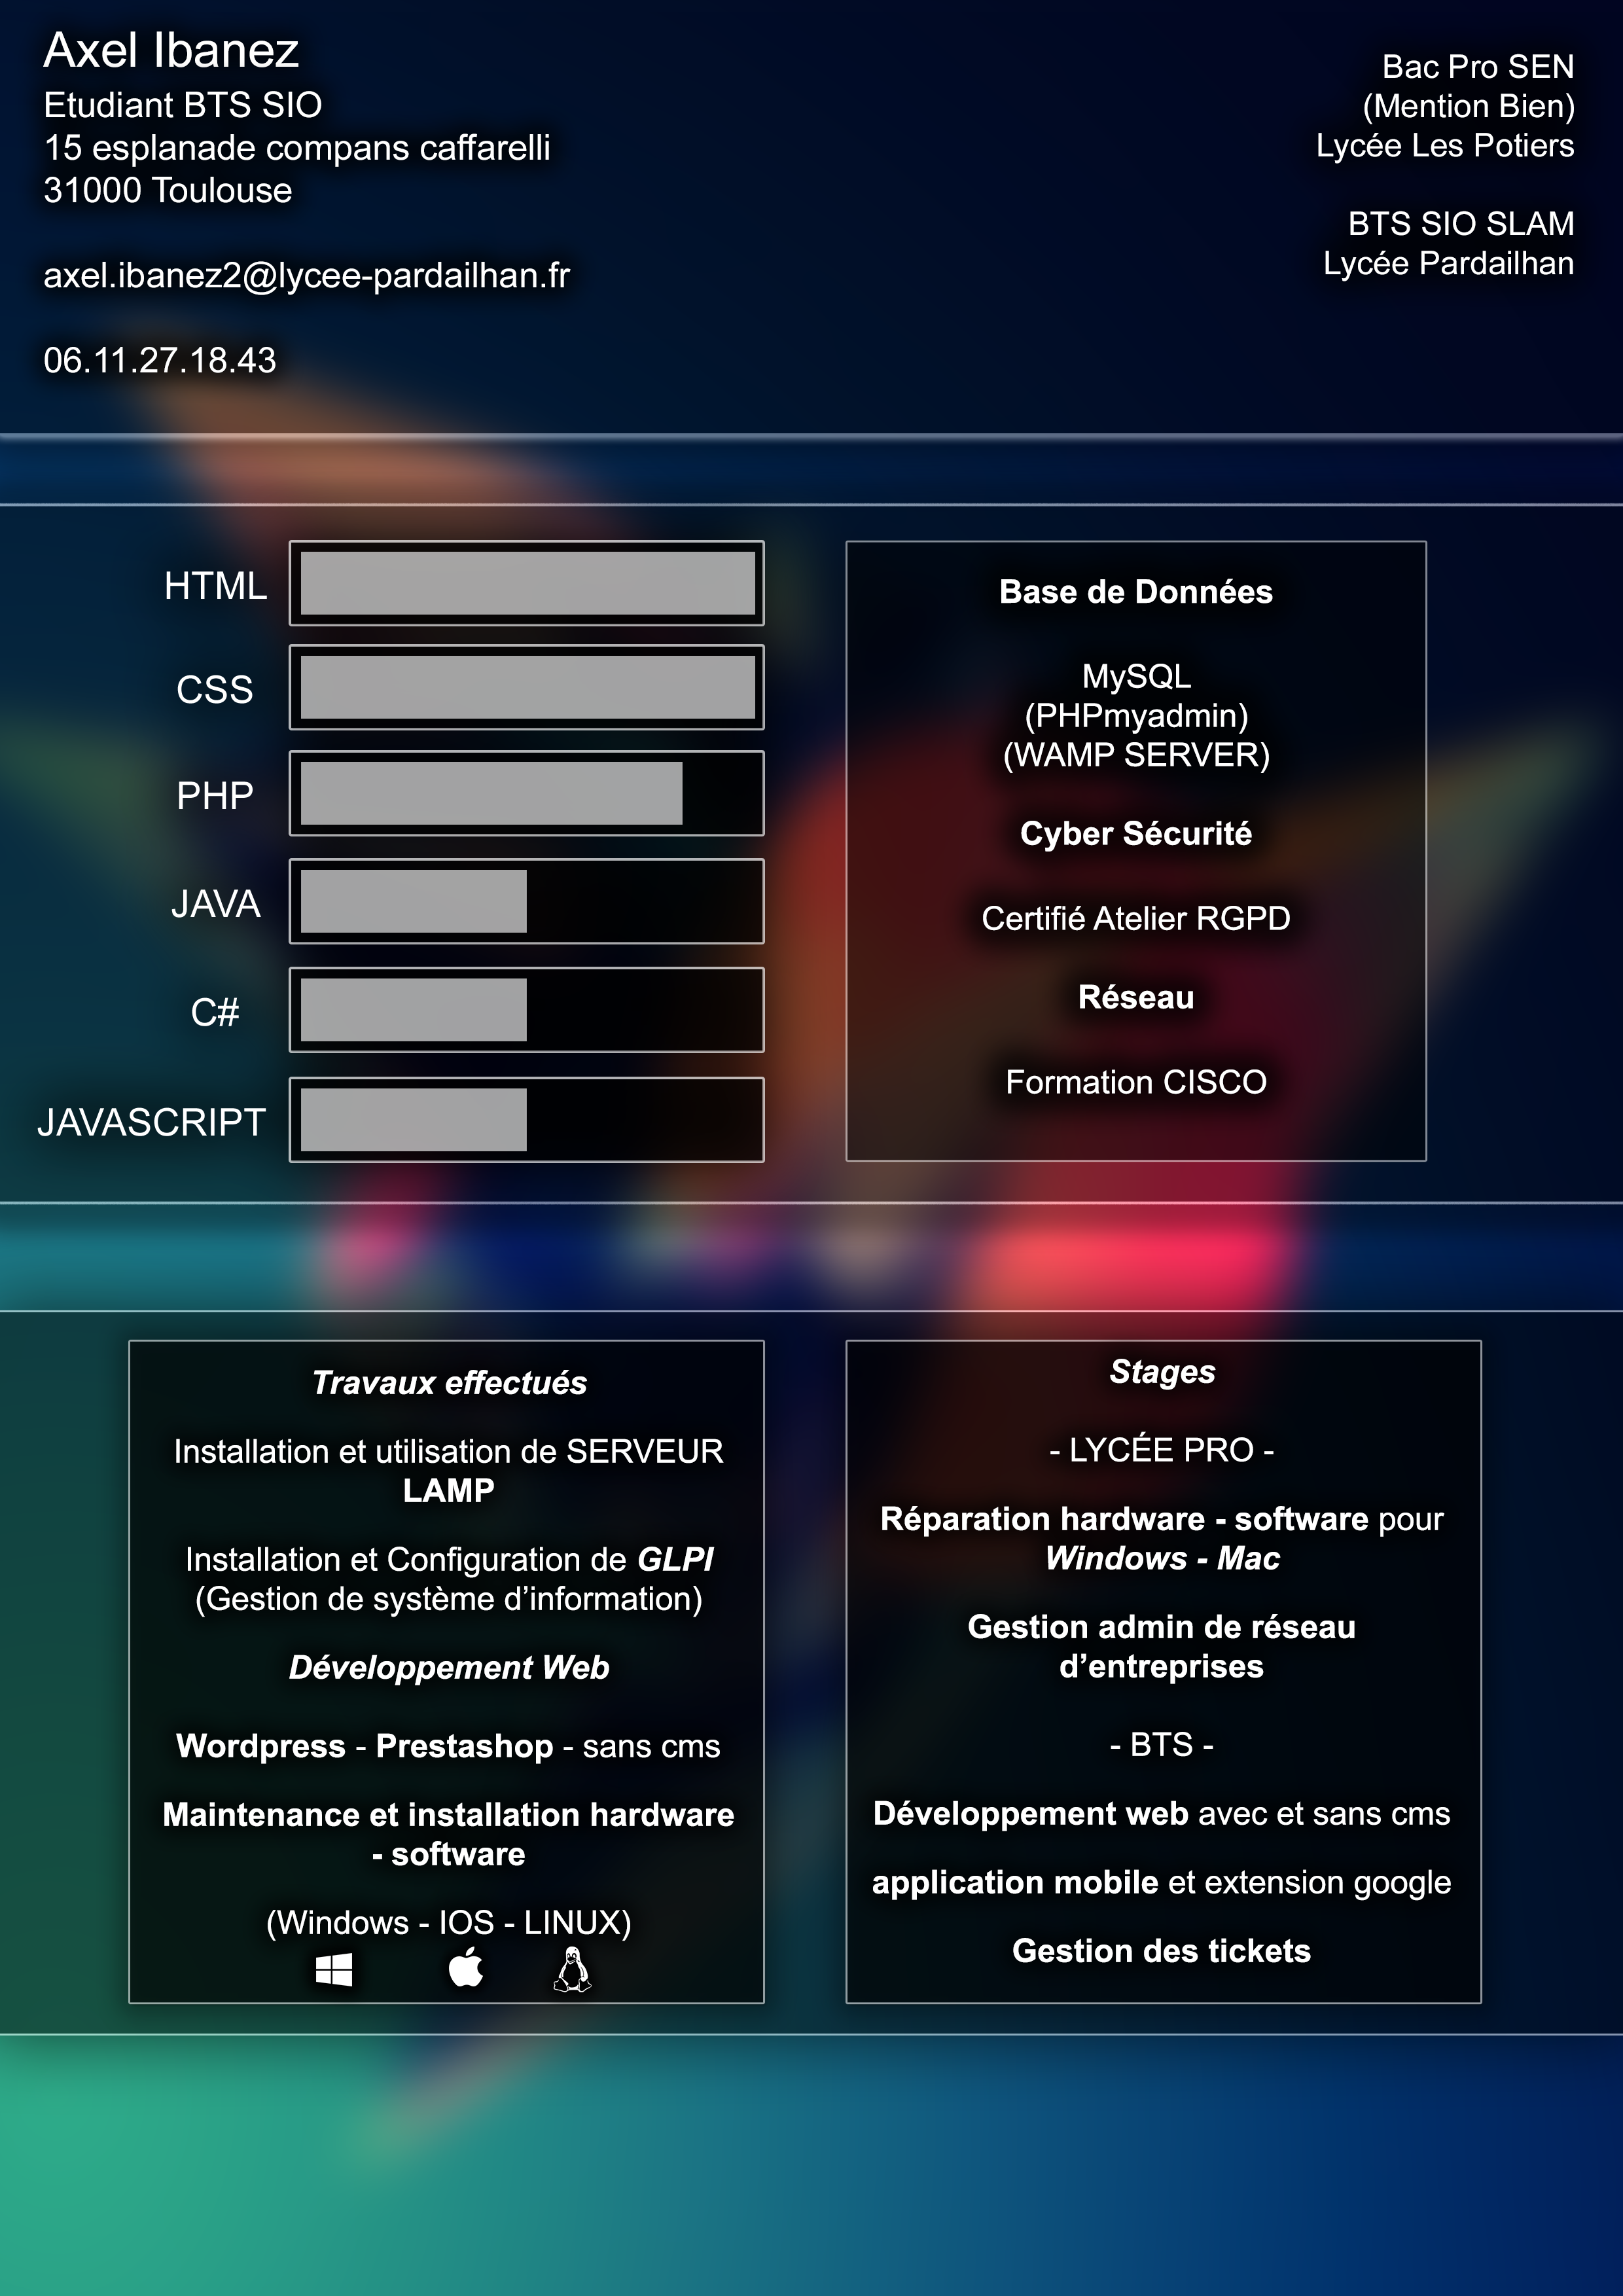 Axel Ibanez
Etudiant BTS SIO
15 esplanade compans caffarelli
31000 Toulouse
axel.ibanez2@lycee-pardailhan.fr
06.11.27.18.43
Bac Pro SEN
(Mention Bien)
Lycée Les Potiers
BTS SIO SLAM
Lycée Pardailhan
HTML
CSS
PHP
JAVA
C#
JAVASCRIPT
Base de Données
MySQL
(PHPmyadmin)
(WAMP SERVER)
Cyber Sécurité
Certifié Atelier RGPD
Réseau
Formation CISCO
Travaux effectués
Installation et utilisation de SERVEUR
LAMP
Installation et Configuration de GLPI
(Gestion de système d’information)
Développement Web
Wordpress - Prestashop - sans cms
Maintenance et installation hardware
- software
(Windows - IOS - LINUX)
Stages
- LYCÉE PRO -
Réparation hardware - software pour
Windows - Mac
Gestion admin de réseau
d’entreprises
- BTS -
Développement web avec et sans cms
application mobile et extension google
Gestion des tickets